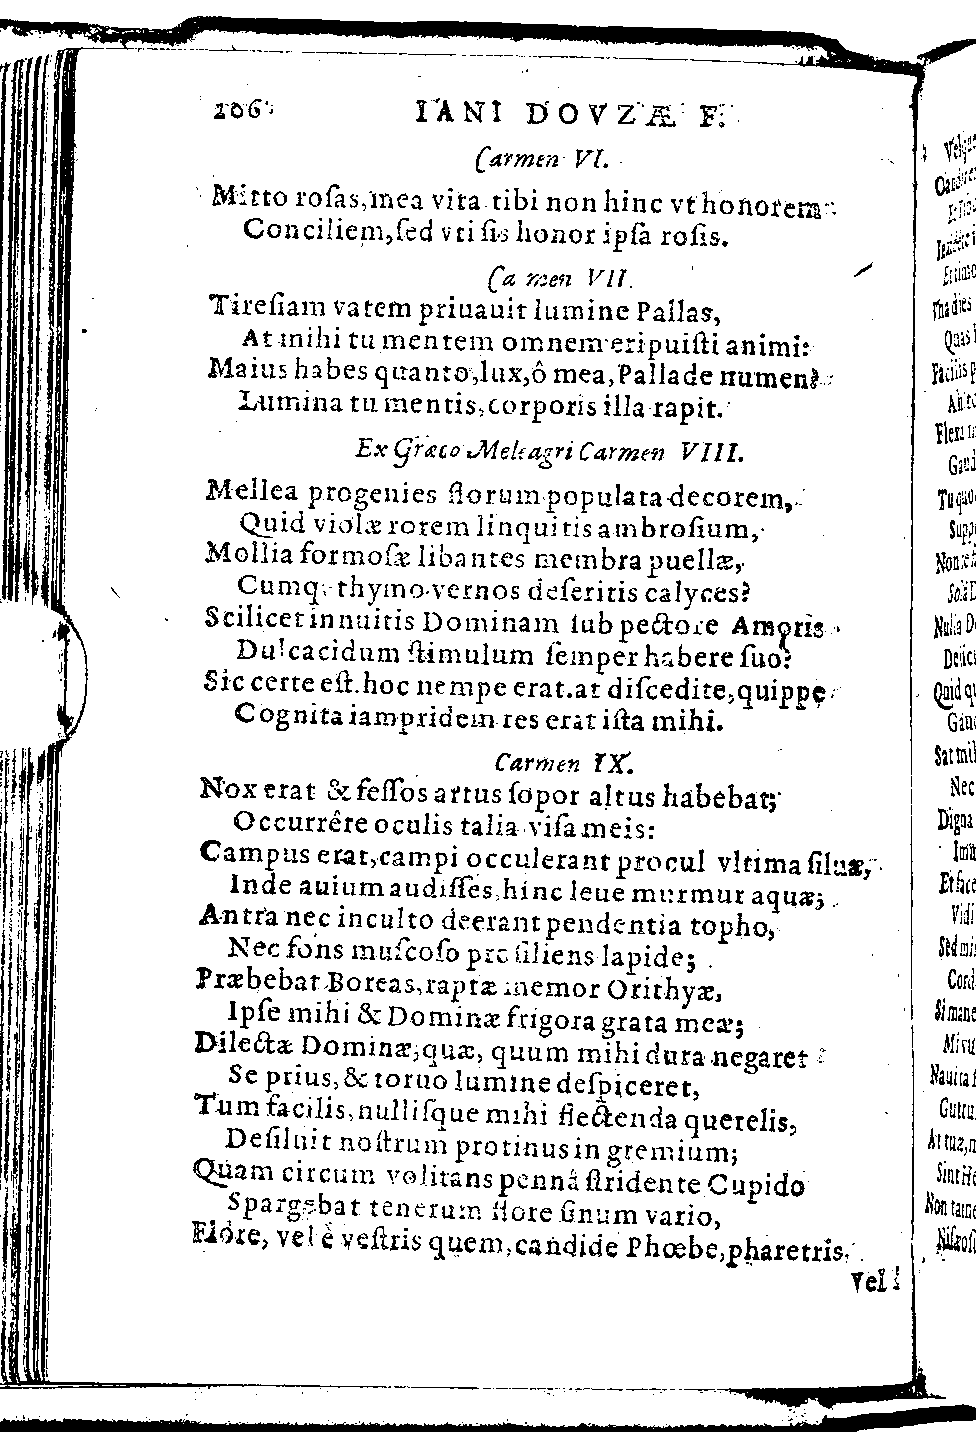 206 IANI DOVZÆ F.
Carmen VI.
Mitto roſas, mea vita tibi non hinc vt honorem
Conciliem, ſed vti ſis honor ipſa roſis.
Ca men VII.
Tireſiam vatem priuauit lumine Pallas,
At mihi tu mentem omnem eripuiſti animi:
Maius habes quanto, lux, ô mea, Pallade numen?
Lumina tu mentis, corporis illa rapit.
Ex Græco Meleagri Carmen VIII.
Mellea progenies florum populata decorem,
Quid violæ rorem linquitis ambroſium,
Mollia formoſæ libantes membra puellæ,
Cumq. thymo vernos deſeritis calyces?
Scilicet innuitis Dominam ſub pectore Amoris
Dulcacidum ſtimulum ſemper habere ſuo?
Sic certe eſt. hoc nempe erat. at diſcedite, quippe
Cognita iampridem res erat iſta mihi.
Carmen IX.
Nox erat & feſſos artus ſopor altus habebat;
Occurrêre oculis talia viſa meis:
Campus erat, campi occulerant procul vltima ſiluæ,
Inde auium audiſſes, hinc leue murmur aquæ;
Antra nec inculto deerant pendentia topho,
Nec fons muſcoſo proſiliens lapide;
Præbebat Boreas, raptæ memor Orithyæ,
Ipſe mihi & Dominæ frigora grata meæ;
Dilectæ Dominæ, quæ, quum mihi dura negaret
Se prius, & toruo lumine deſpiceret,
Tum facilis, nulliſque mihi flectenda querelis,
Deſiluit noſtrum protinus in gremium;
Quam circum volitans pennâ ſtridente Cupido
Spargebat tenerum flore ſinum vario,
Flore, vel è veſtris quem, candide Phœbe, pharetris,
Vel